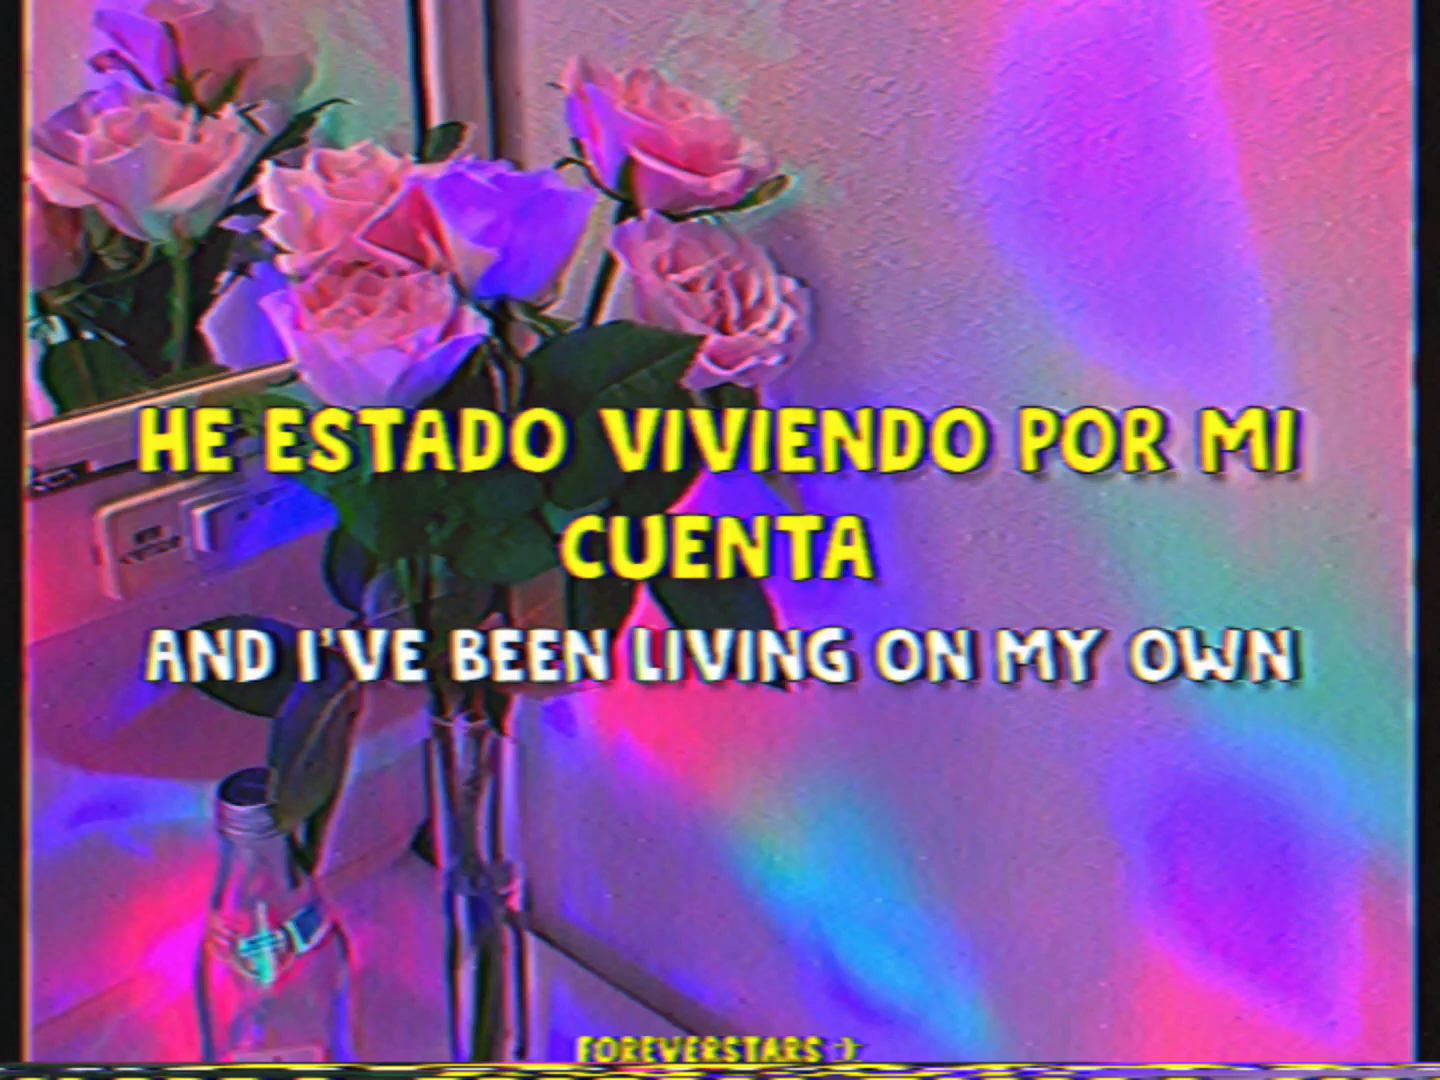 HE ESTADO VIVIENDO POR MI
CUENTA
AND I'VE BEEN LIVING ON MY OWN
FOREVERSTARS :)